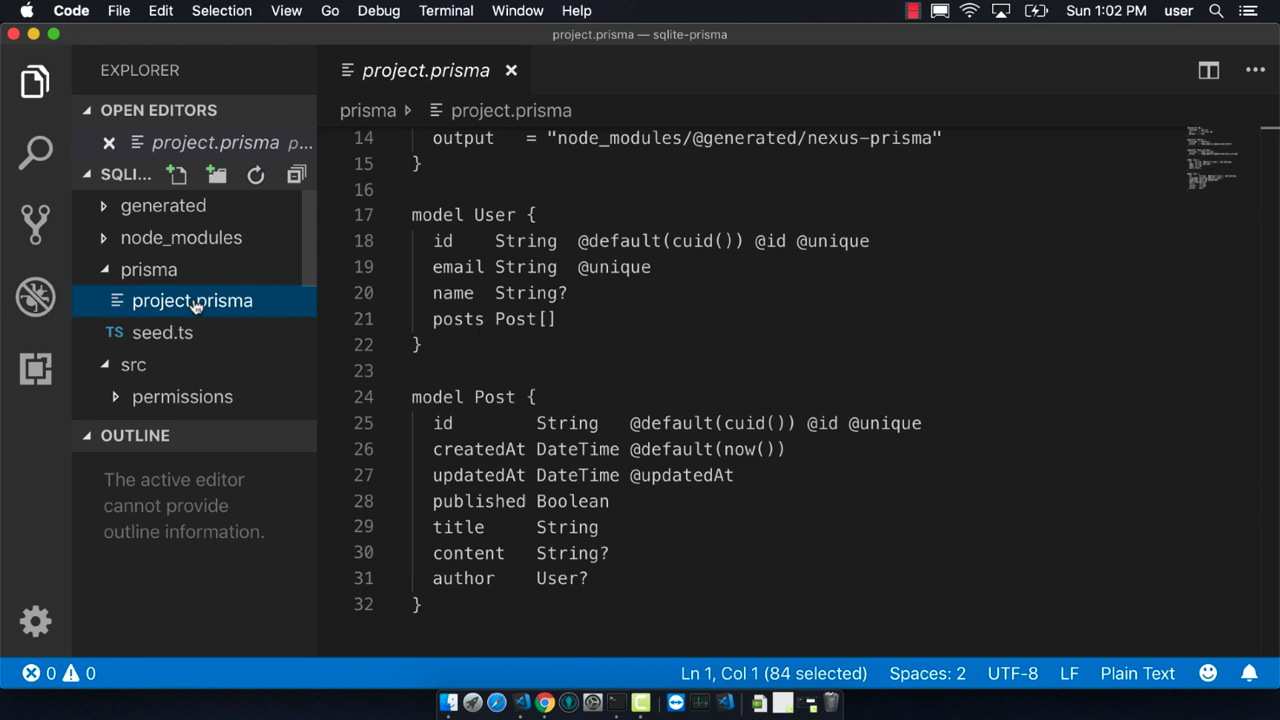 Code File Edit Selection View Go Debug Terminal Window Help Sun 1:02 PM user
project.prisma — sqlite-prisma
EXPLORER
project.prisma
OPEN EDITORS
prisma project.prisma
project.prisma p...
SQLI...
generated
node_modules
prisma
project.prisma
TS seed.ts
src
permissions
OUTLINE
The active editor
cannot provide
outline information.
14 output = "node_modules/@generated/nexus-prisma"
15 }
16
17 model User {
18 id String @default(cuid()) @id @unique
19 email String @unique
20 name String?
21 posts Post[]
22 }
23
24 model Post {
25 id String @default(cuid()) @id @unique
26 createdAt DateTime @default(now())
27 updatedAt DateTime @updatedAt
28 published Boolean
29 title String
30 content String?
31 author User?
32 }
0 0 Ln 1, Col 1 (84 selected) Spaces: 2 UTF-8 LF Plain Text